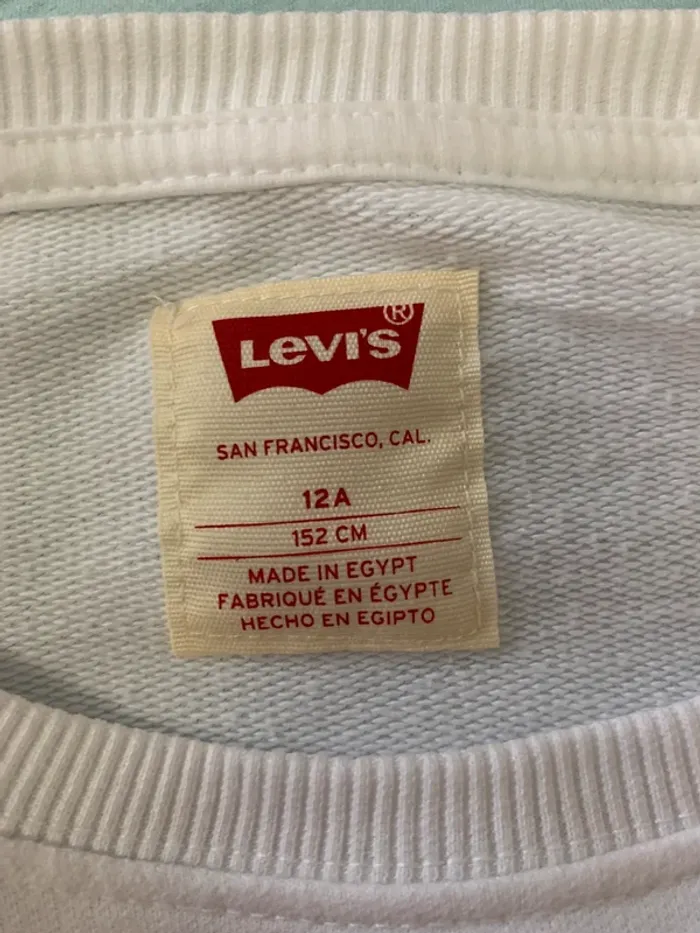 Levi's ®
SAN FRANCISCO, CAL.
12A
152 CM
MADE IN EGYPT
FABRIQUÉ EN ÉGYPTE
HECHO EN EGIPTO